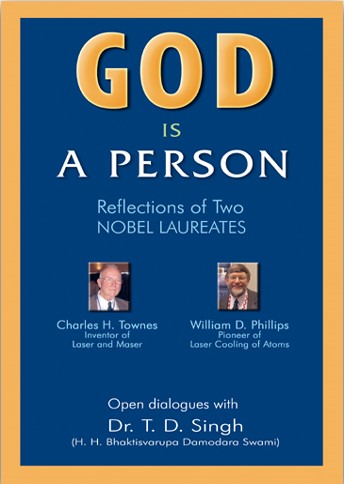 GOD
IS
A PERSON
Reflections of Two
NOBEL LAUREATES
Charles H. Townes
Inventor of
Laser and Maser
William D. Phillips
Pioneer of
Laser Cooling of Atoms
Open dialogues with
Dr. T. D. Singh
(H. H. Bhaktisvarupa Damodara Swami)